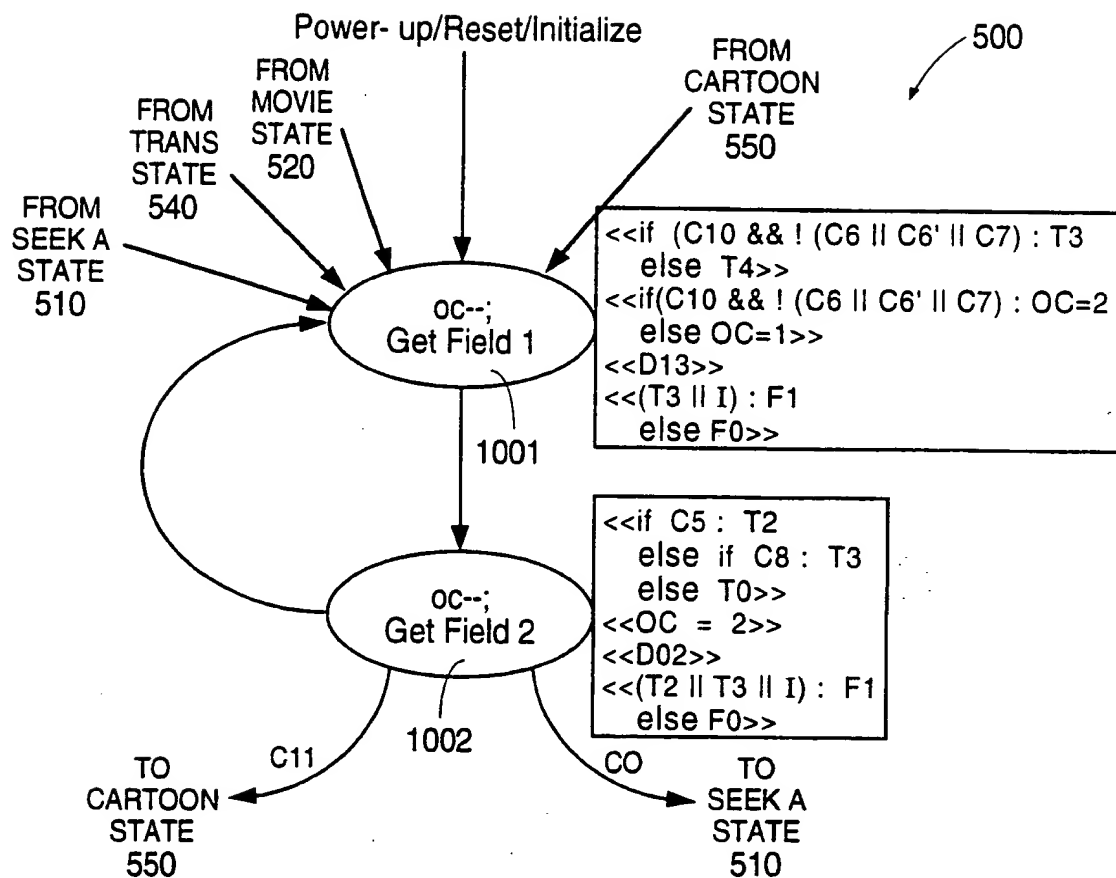 Power- up/Reset/Initialize
500
FROM
CARTOON
STATE
550
FROM
MOVIE
STATE
520
FROM
TRANS
STATE
540
FROM
SEEK A
STATE
510
oc--;
Get Field 1
1001
<<if (C10 && ! (C6 || C6' || C7) : T3
else T4>>
<<if(C10 && ! (C6 || C6' || C7) : OC=2
else OC=1>>
<<D13>>
<<(T3 || I) : F1
else F0>>
oc--;
Get Field 2
1002
<<if C5 : T2
else if C8 : T3
else T0>>
<<OC = 2>>
<<D02>>
<<(T2 || T3 || I) : F1
else F0>>
C11
TO
CARTOON
STATE
550
CO
TO
SEEK A
STATE
510